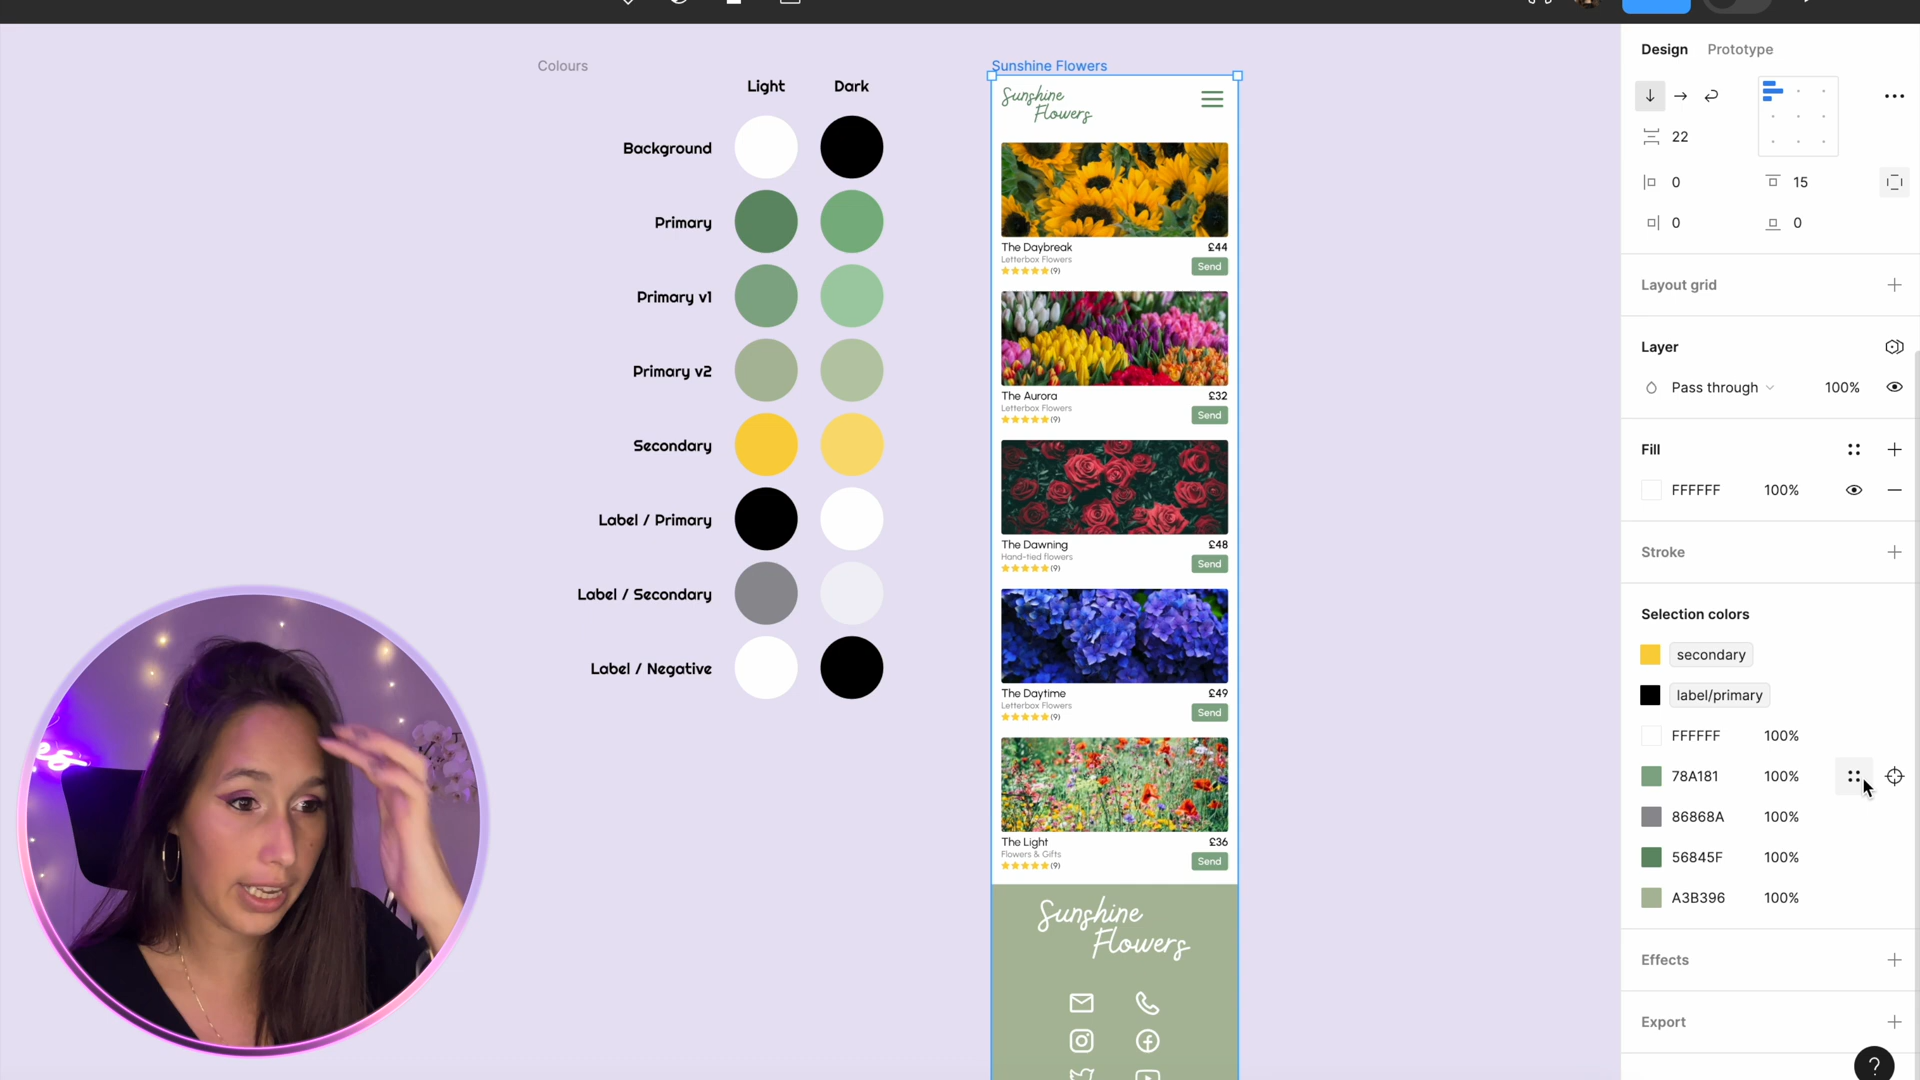 Colours
Light
Dark
Background
Primary
Primary v1
Primary v2
Secondary
Label / Primary
Label / Secondary
Label / Negative
Sunshine Flowers
Sunshine
Flowers
The Daybreak
£44
Letterbox Flowers
(9)
Send
The Aurora
£32
Letterbox Flowers
(9)
Send
The Dawning
£48
Hand-tied flowers
(9)
Send
The Daytime
£49
Letterbox Flowers
(9)
Send
The Light
£36
Flowers & Gifts
(9)
Send
Sunshine
Flowers
Design
Prototype
22
0
15
0
0
Layout grid
Layer
Pass through
100%
Fill
FFFFFF
100%
Stroke
Selection colors
secondary
label/primary
FFFFFF
100%
78A181
100%
86868A
100%
56845F
100%
A3B396
100%
Effects
Export
?